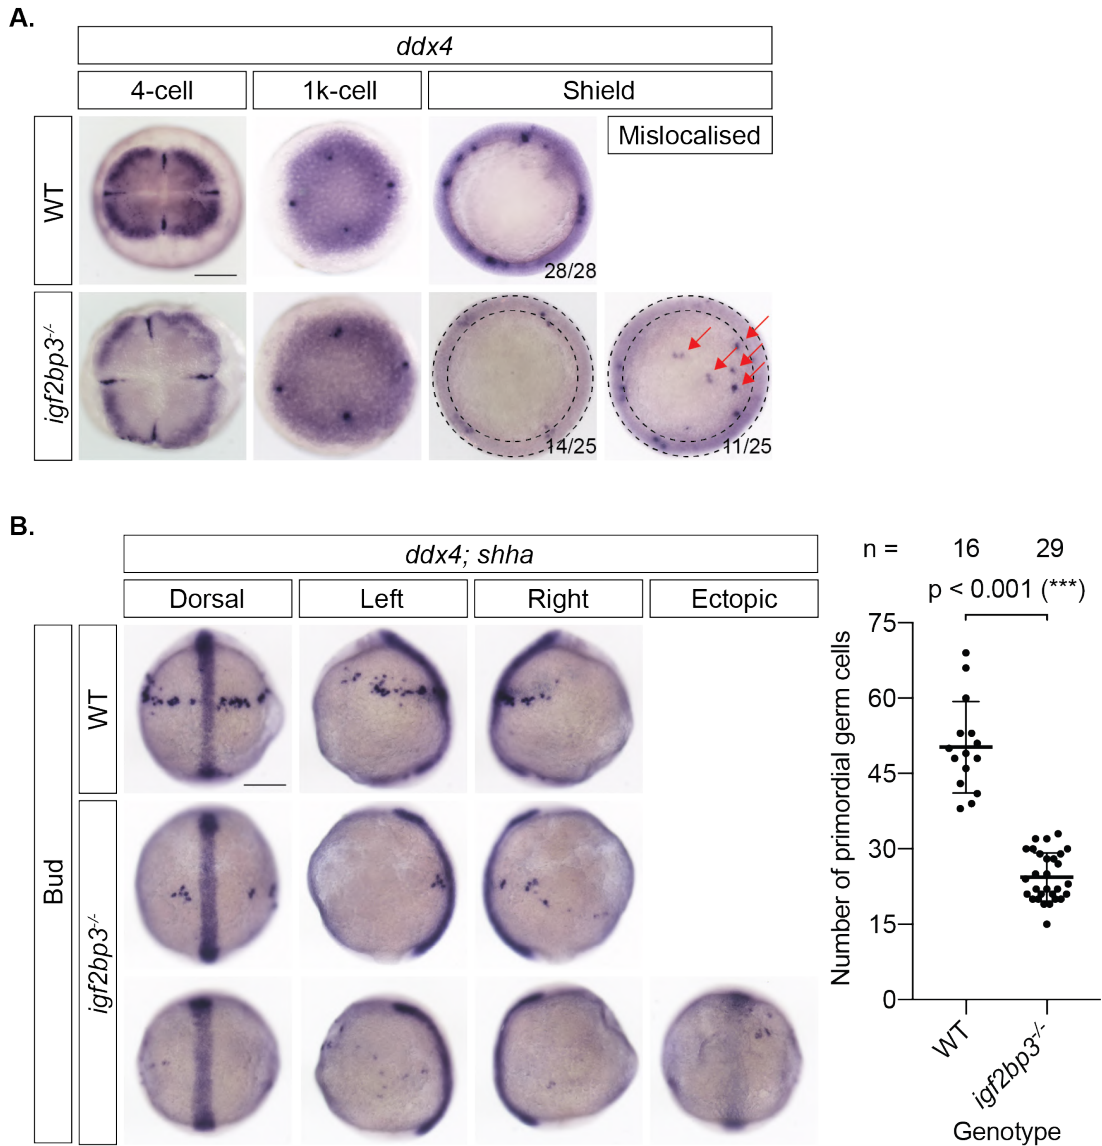 A.
ddx4
4-cell
1k-cell
Shield
Mislocalised
WT
28/28
igf2bp3-/-
14/25
11/25
B.
ddx4; shha
Dorsal
Left
Right
Ectopic
Bud
WT
igf2bp3-/-
n = 16 29
p < 0.001 (***)
Number of primordial germ cells
75
60
45
30
15
0
WT
igf2bp3-/-
Genotype